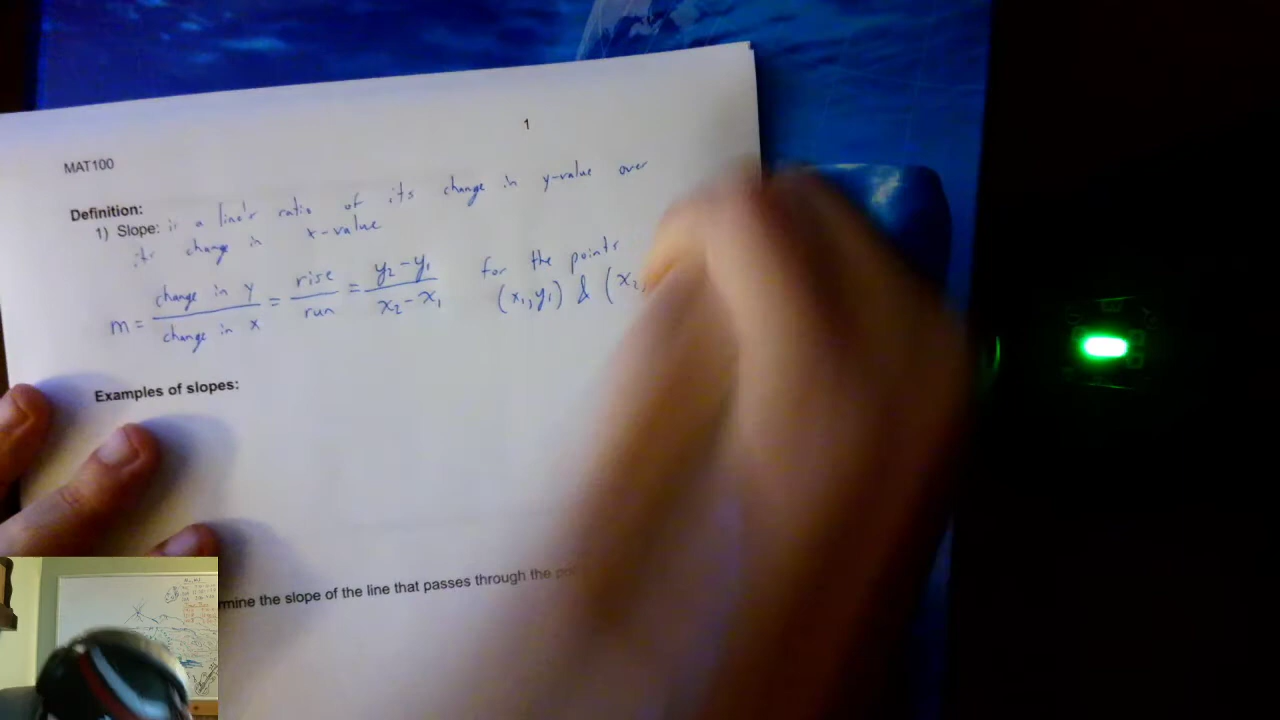 1
MAT100
Definition:
1) Slope: is a line's ratio of its change in y-value over
its change in x-value
m = change in y / change in x = rise / run = y₂-y₁ / x₂-x₁ for the points
(x₁,y₁) & (x₂,
Examples of slopes:
mine the slope of the line that passes through the